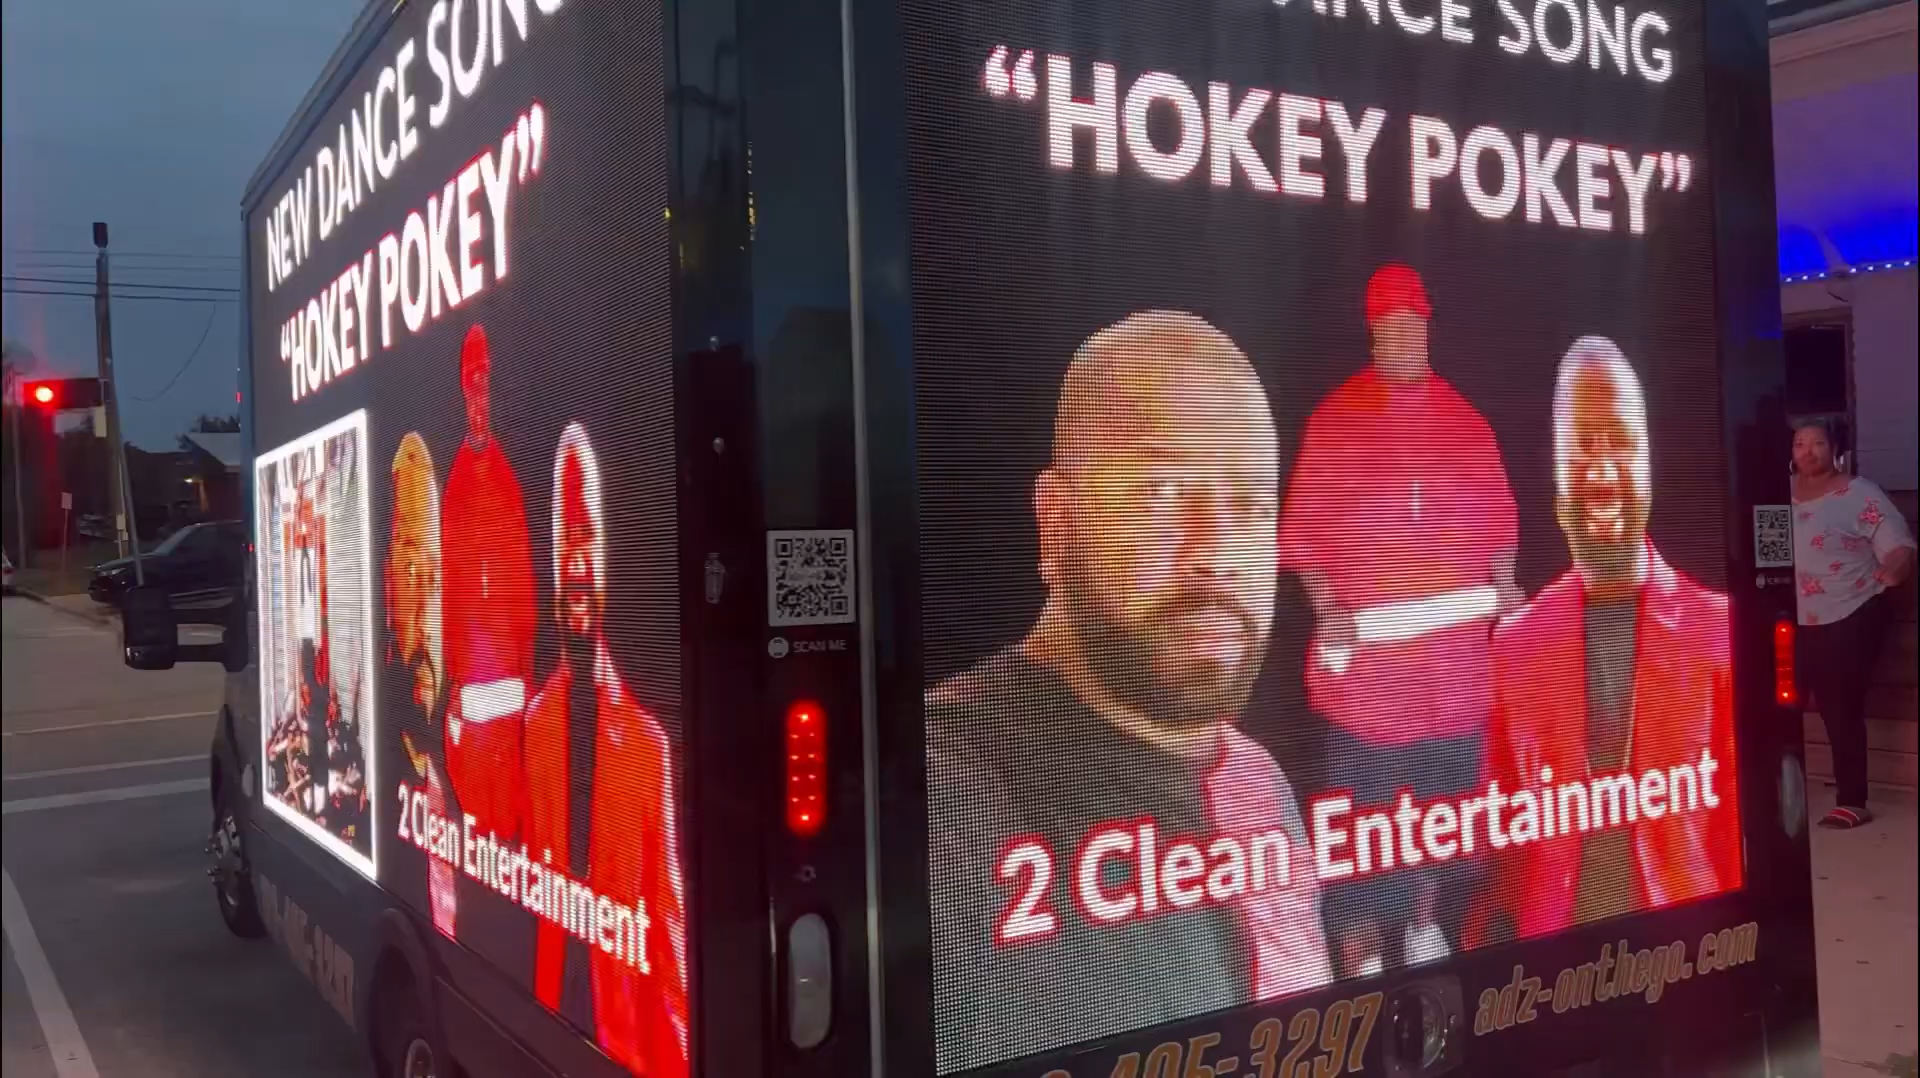 NEW DANCE SONG
“HOKEY POKEY”
2 Clean Entertainment
SCAN ME
DANCE SONG
“HOKEY POKEY”
2 Clean Entertainment
405-3297
adz-onthego.com